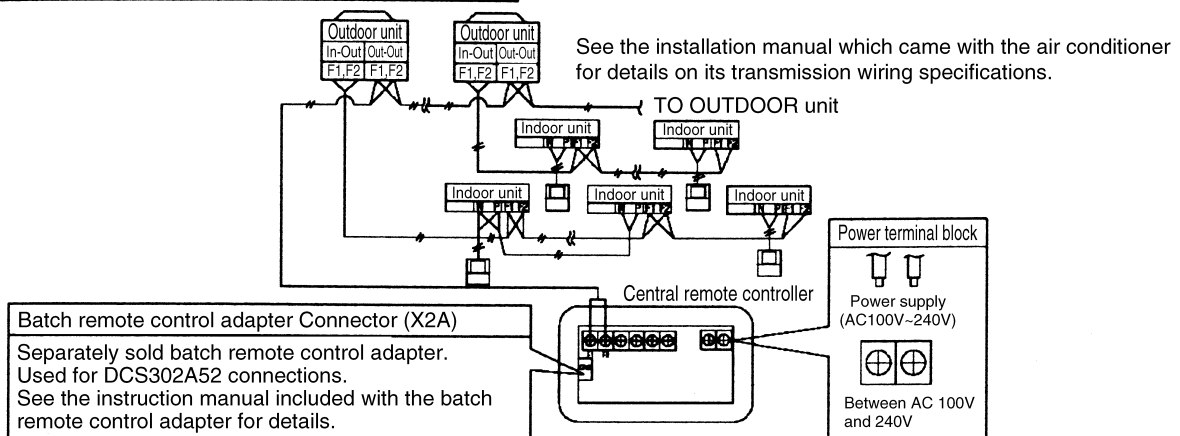 Outdoor unit
In-Out Out-Out
F1,F2 F1,F2
Outdoor unit
In-Out Out-Out
F1,F2 F1,F2
See the installation manual which came with the air conditioner
for details on its transmission wiring specifications.
TO OUTDOOR unit
Indoor unit
Indoor unit
Indoor unit
Indoor unit
Indoor unit
Power terminal block
Power supply
(AC100V~240V)
Between AC 100V
and 240V
Central remote controller
Batch remote control adapter Connector (X2A)
Separately sold batch remote control adapter.
Used for DCS302A52 connections.
See the instruction manual included with the batch
remote control adapter for details.